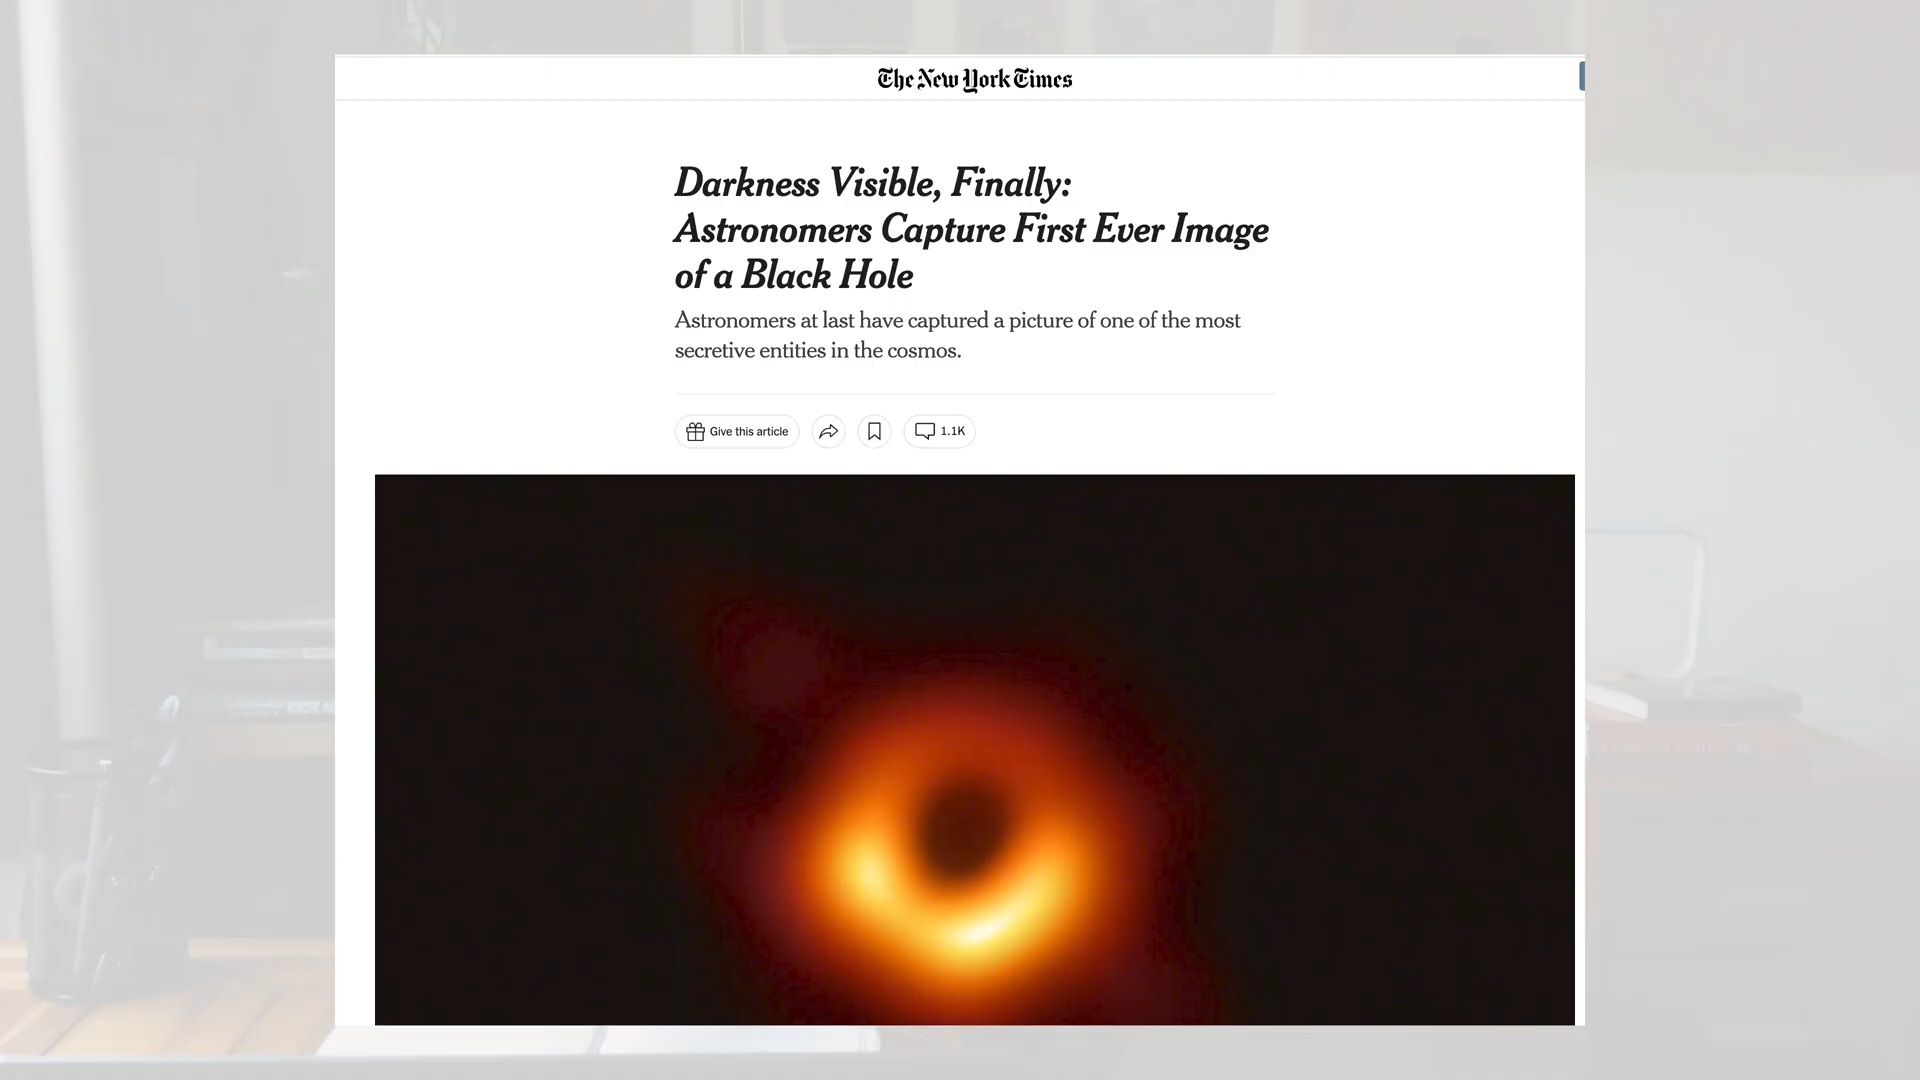 The New York Times
Darkness Visible, Finally:
Astronomers Capture First Ever Image
of a Black Hole
Astronomers at last have captured a picture of one of the most
secretive entities in the cosmos.
Give this article
1.1K